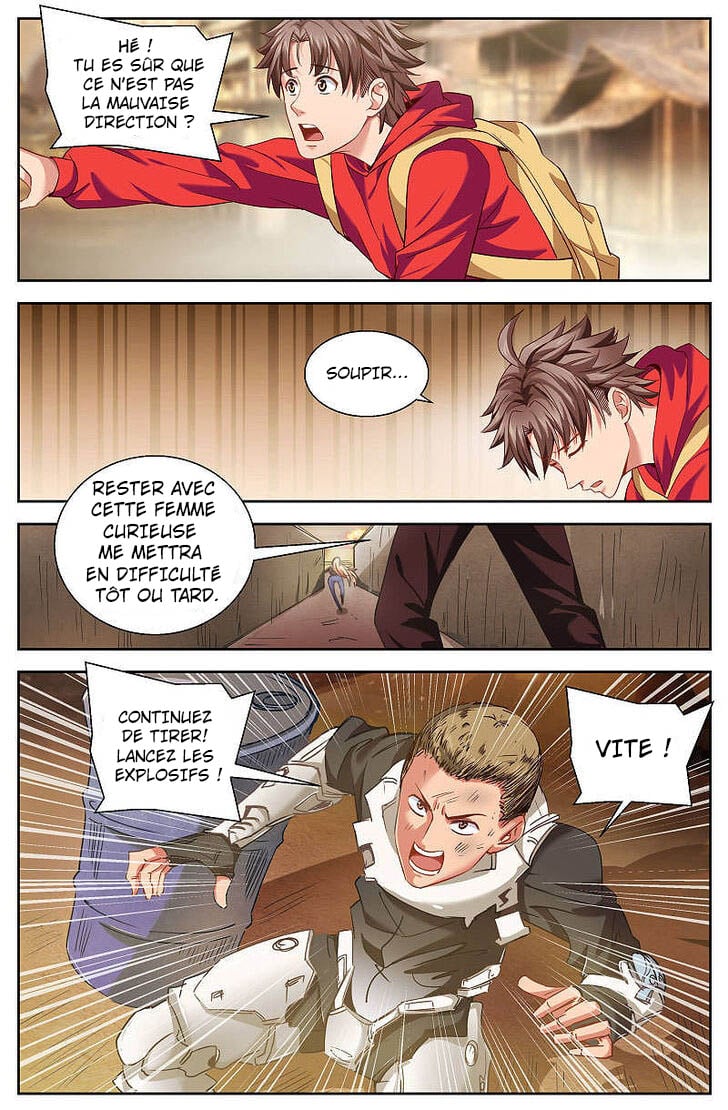 HÉ !
TU ES SÛR QUE
CE N'EST PAS
LA MAUVAISE
DIRECTION ?
SOUPIR...
RESTER AVEC
CETTE FEMME
CURIEUSE
ME METTRA
EN DIFFICULTÉ
TÔT OU TARD.
CONTINUEZ
DE TIRER!
LANCEZ LES
EXPLOSIFS !
VITE !